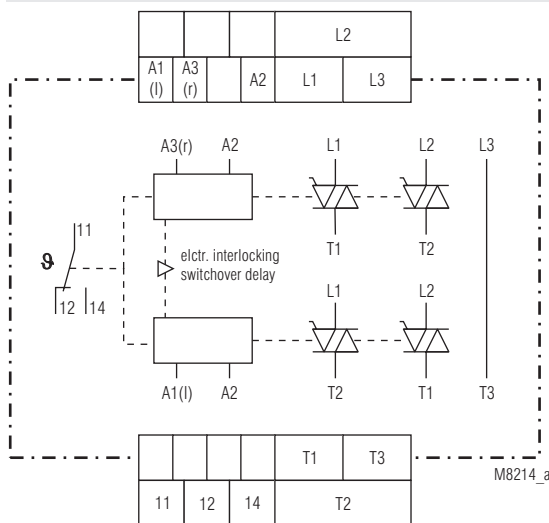 L2
A1 (l) A3 (r) A2 L1 L3
A3(r) A2 L1 L2 L3
T1 T2
11
ϑ
12 14
elctr. interlocking
switchover delay
L1 L2
A1(l) A2 T2 T1 T3
T1 T3
M8214_a
11 12 14 T2